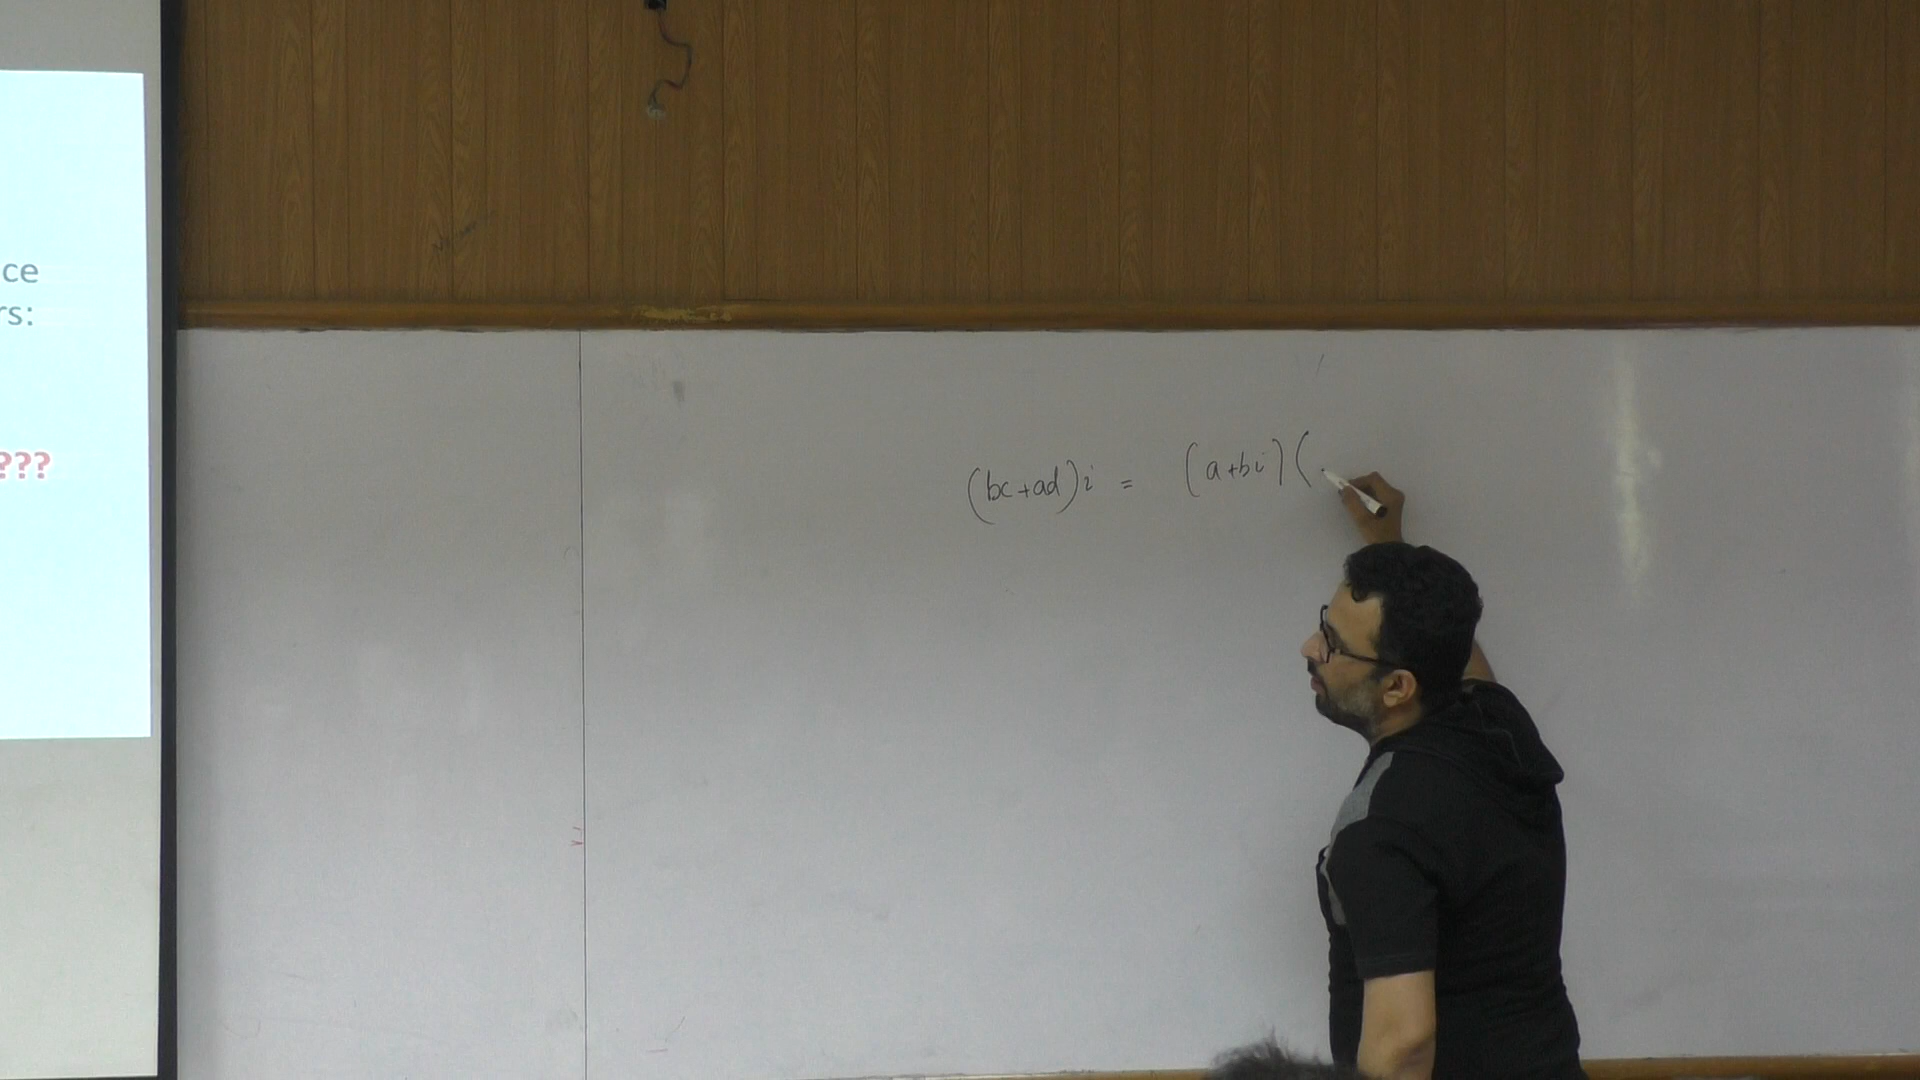 ce
rs:
???
(bc+ad)i = (a+bi)(